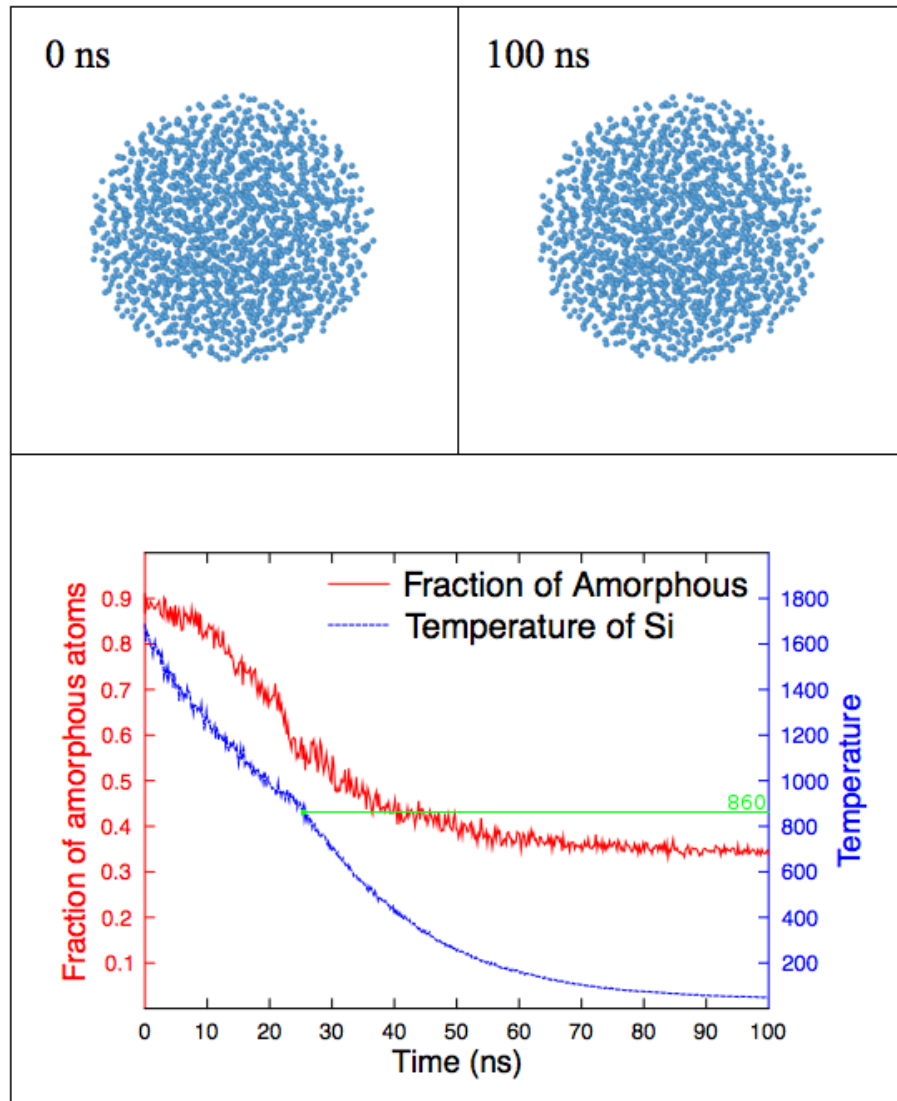 0 ns
100 ns
Fraction of Amorphous
Temperature of Si
Fraction of amorphous atoms
0.9
0.8
0.7
0.6
0.5
0.4
0.3
0.2
0.1
860
1800
1600
1400
1200
1000
800
600
400
200
Temperature
0 10 20 30 40 50 60 70 80 90 100
Time (ns)